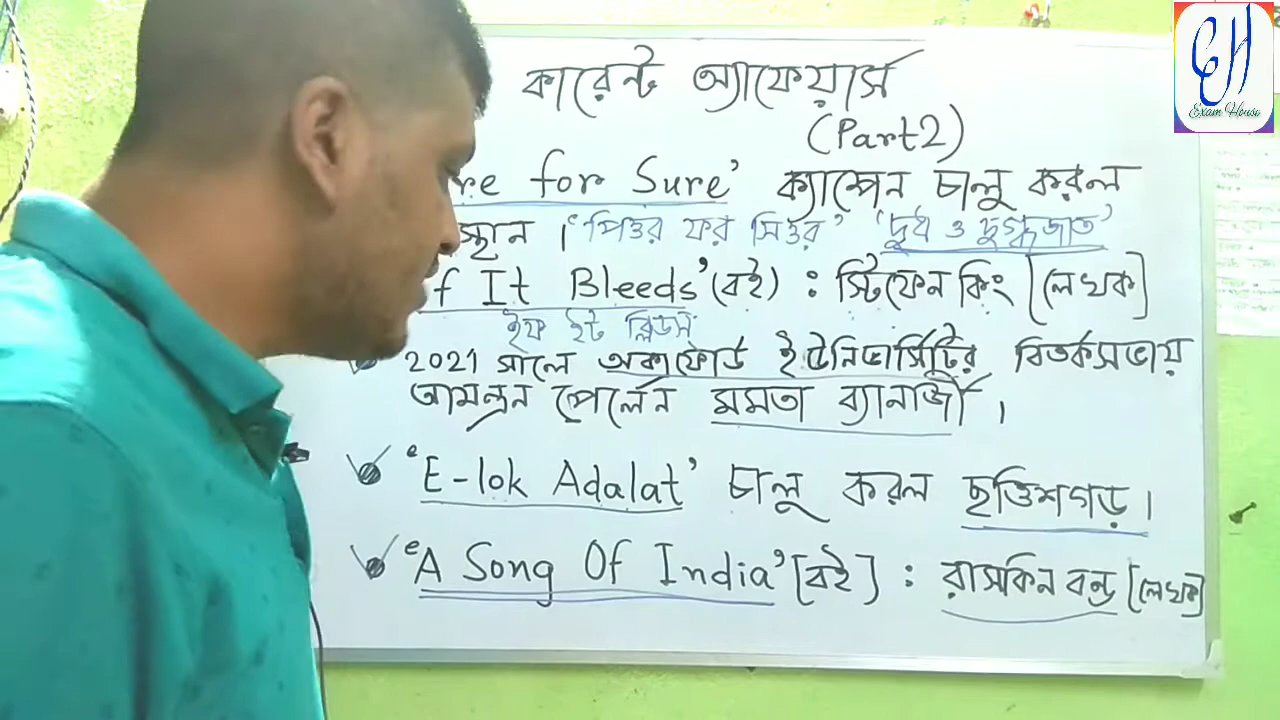 কারেন্ট অ্যাফেয়ার্স
(Part2)
re for Sure' ক্যাম্পেন চালু করল
স্থান । 'পিওর ফর সিওর' 'দুধ ও দুগ্ধজাত'
f It Bleeds' (বই) : স্টিফেন কিং [লেখক]
ইফ ইট ব্লিডস
2021 সালে অক্সফোর্ড ইউনিভার্সিটির বিতর্কসভায়
আমন্ত্রন পেলেন মমতা ব্যানার্জী ।
'E-lok Adalat' চালু করল ছত্তিশগড় ।
'A Song Of India' [বই] : রাসকিন বন্ড [লেখক]
EH
Exam House